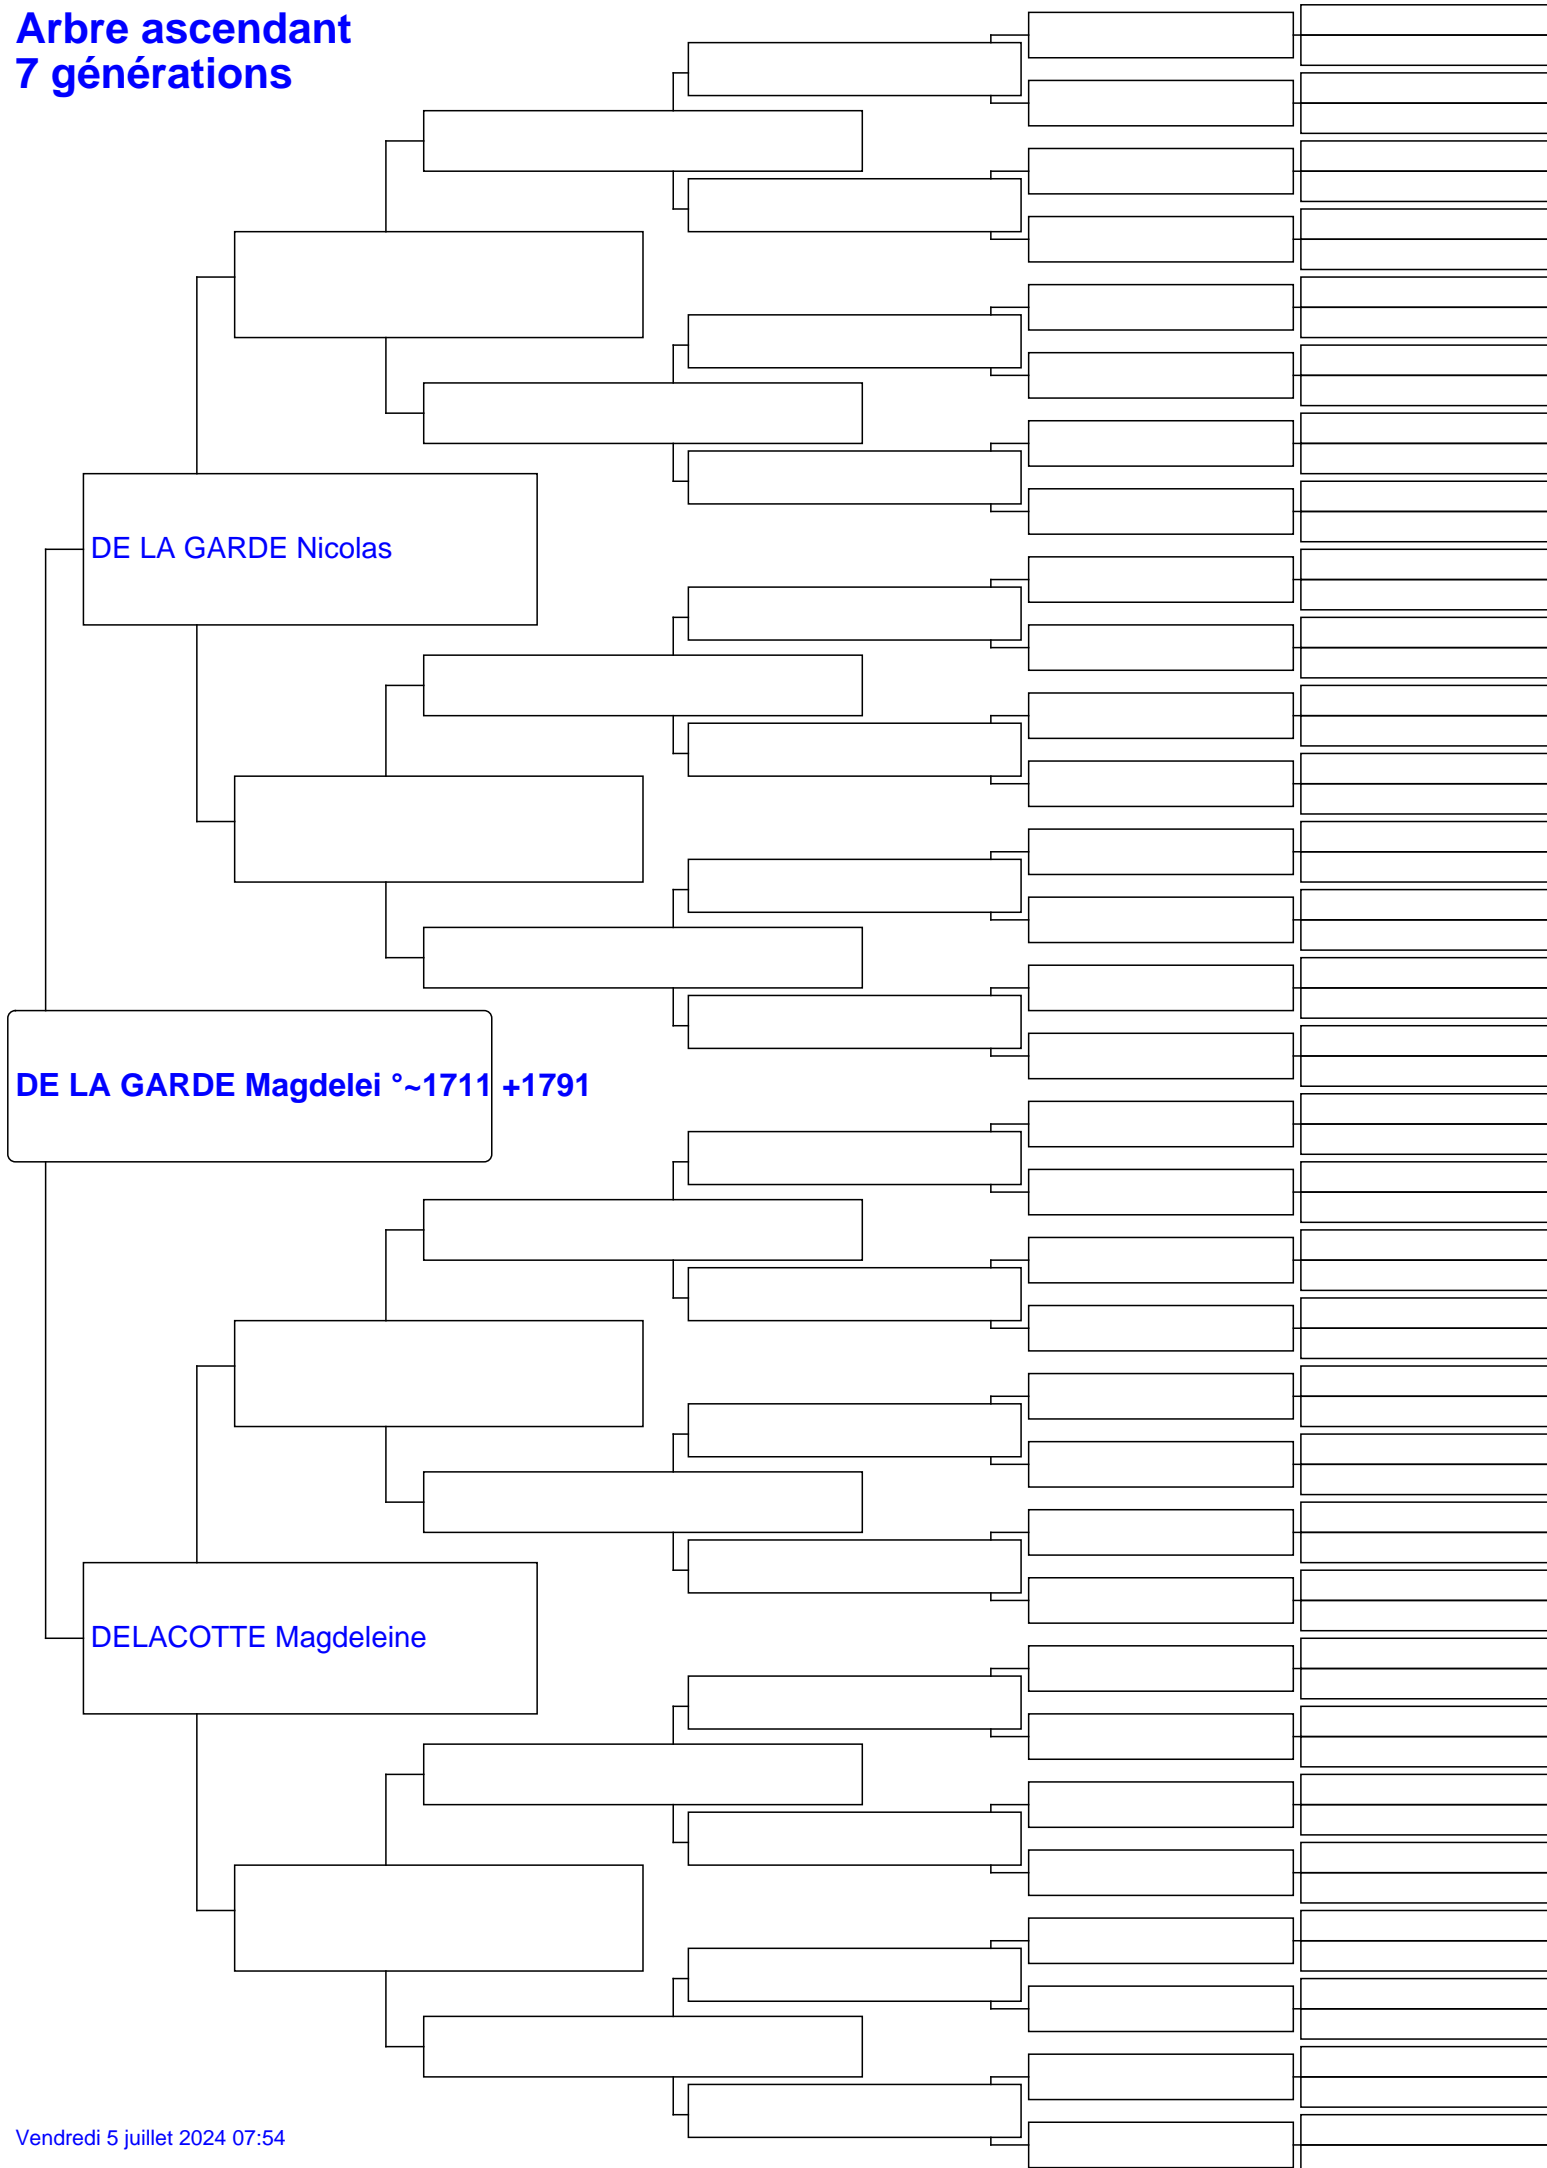 Arbre ascendant
7 générations
DE LA GARDE Nicolas
DE LA GARDE Magdelei °~1711 +1791
DELACOTTE Magdeleine
Vendredi 5 juillet 2024 07:54